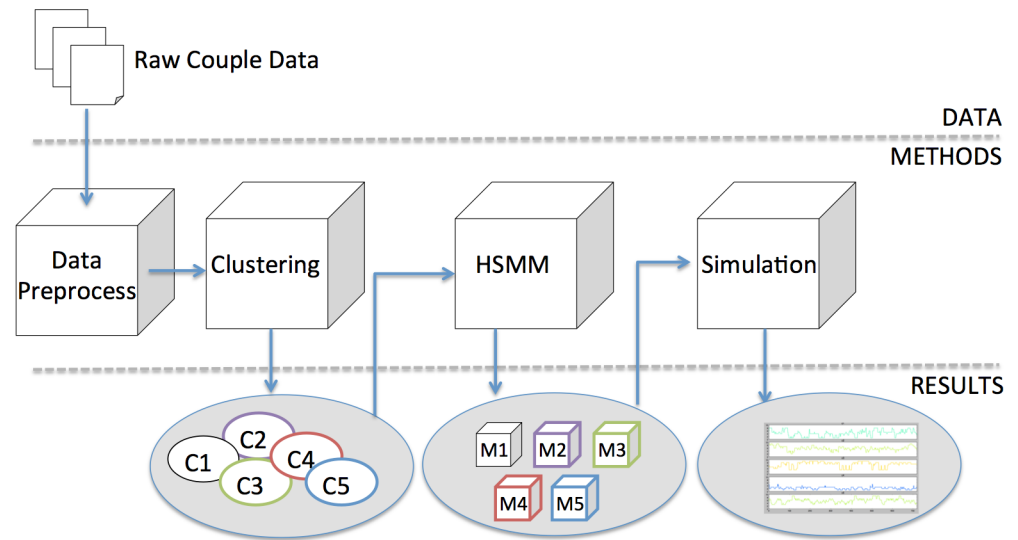 Raw Couple Data
DATA
METHODS
Data
Preprocess
Clustering
HSMM
Simulation
RESULTS
C1
C2
C3
C4
C5
M1
M2
M3
M4
M5